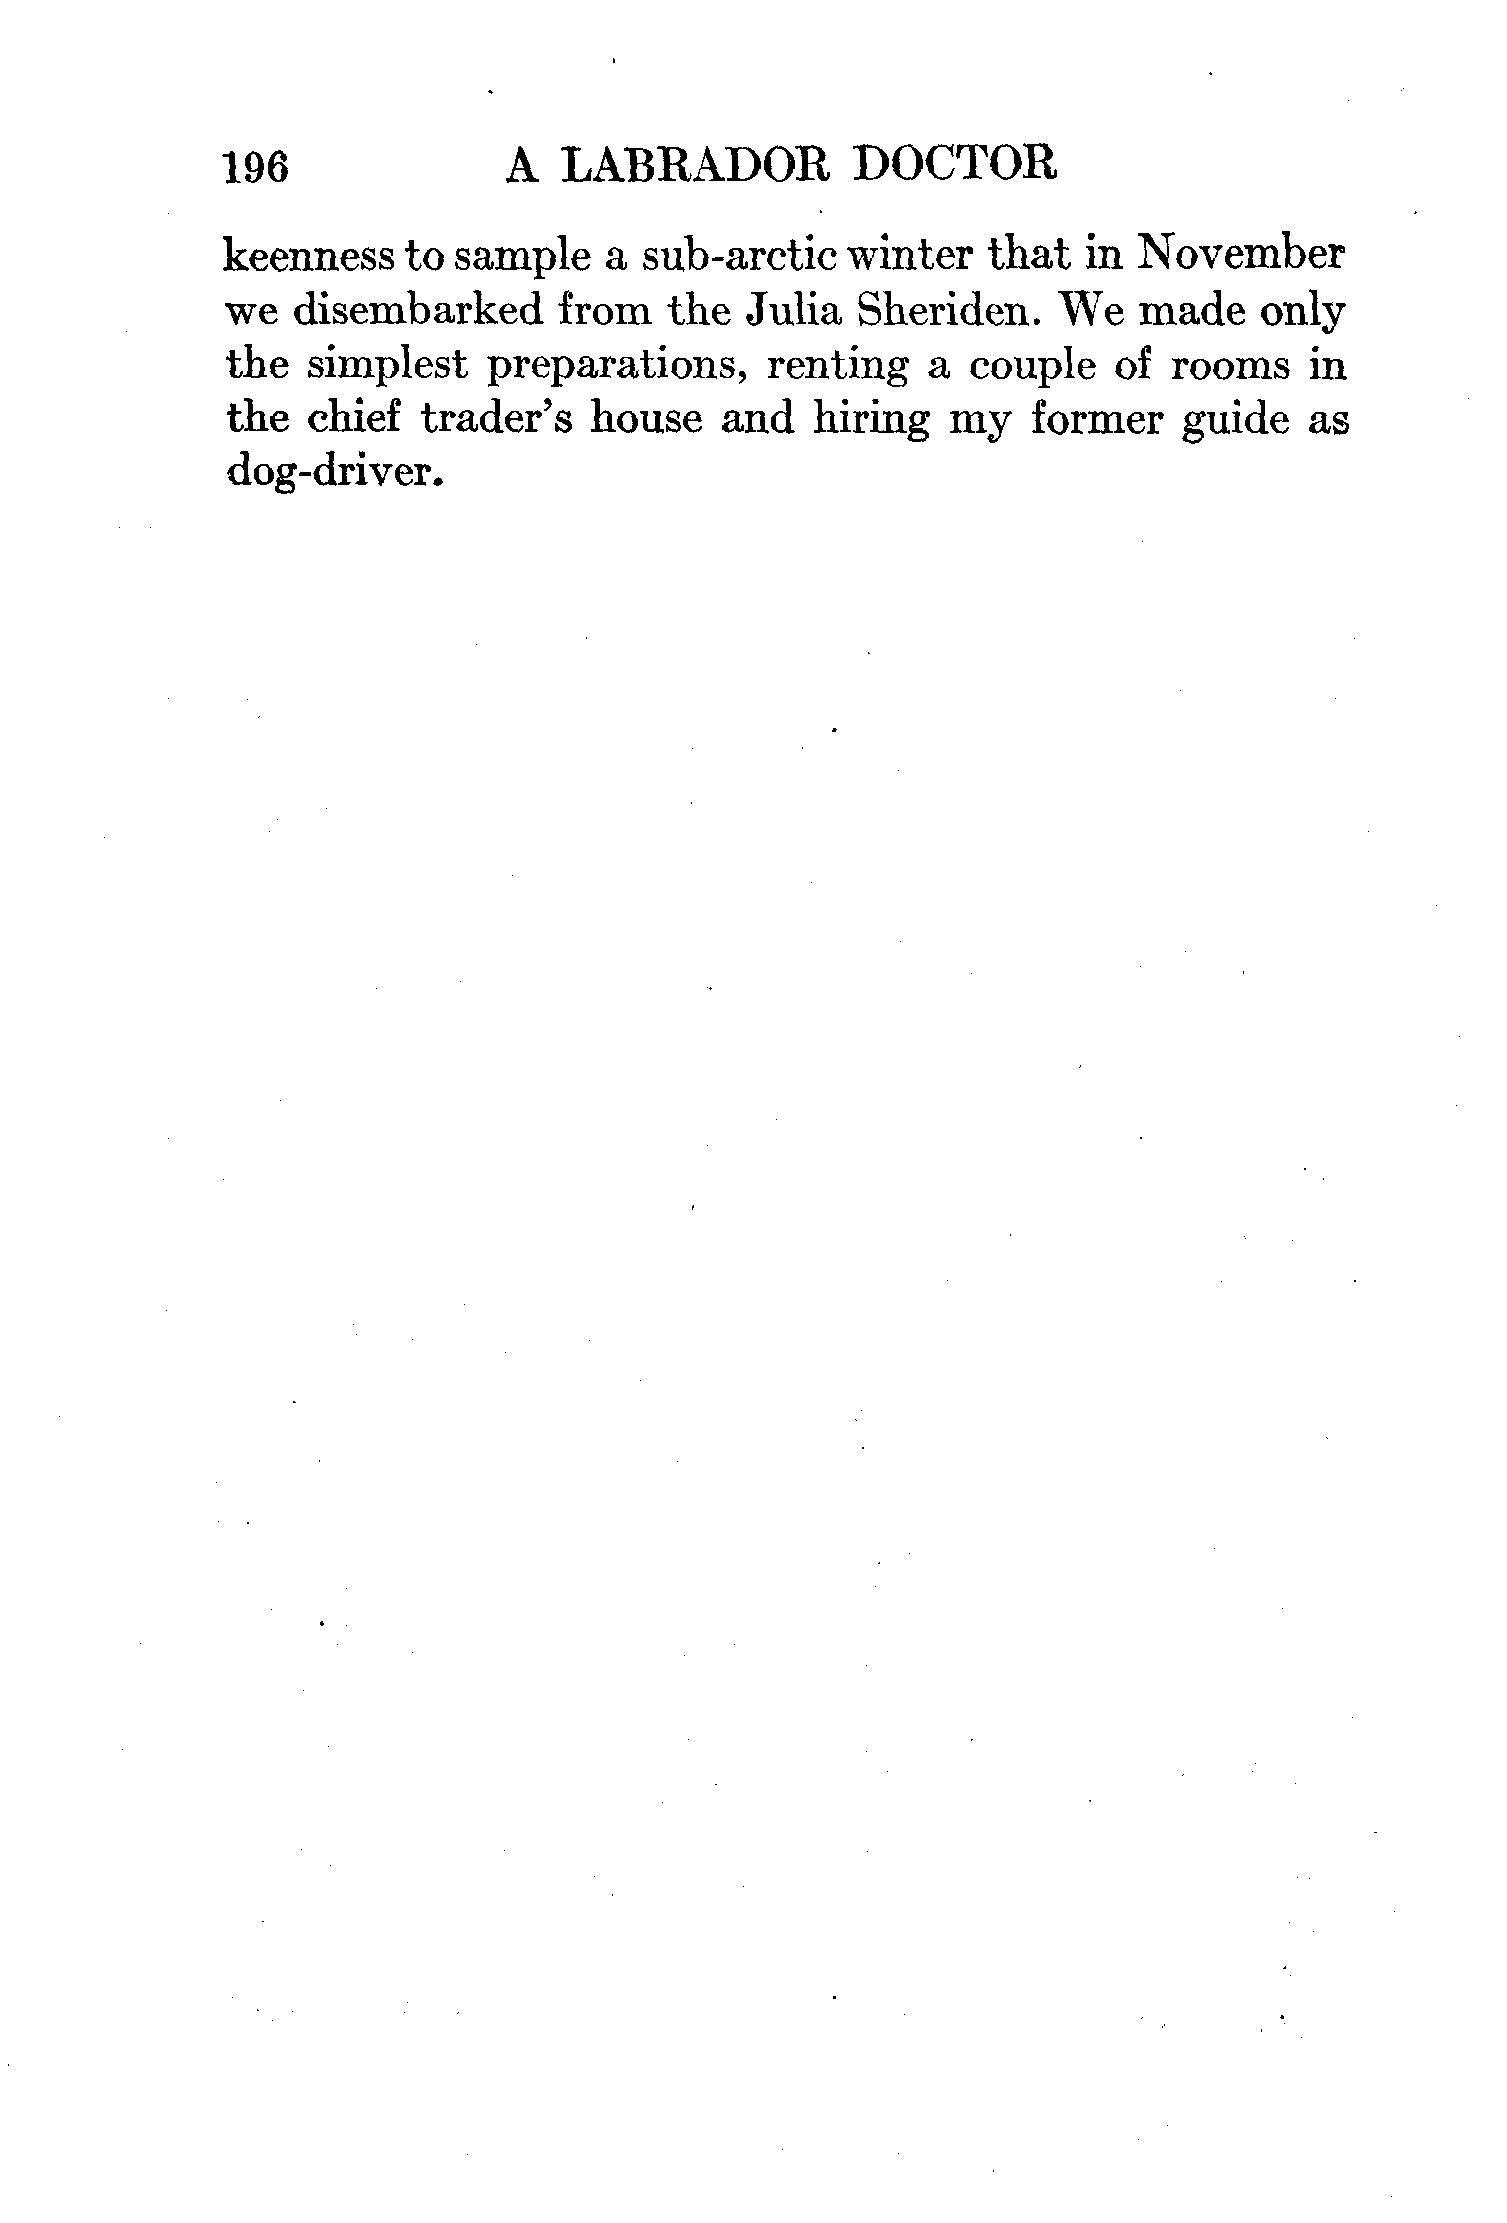 196 A LABRADOR DOCTOR
keenness to sample a sub-arctic winter that in November
we disembarked from the Julia Sheriden. We made only
the simplest preparations, renting a couple of rooms in
the chief trader's house and hiring my former guide as
dog-driver.